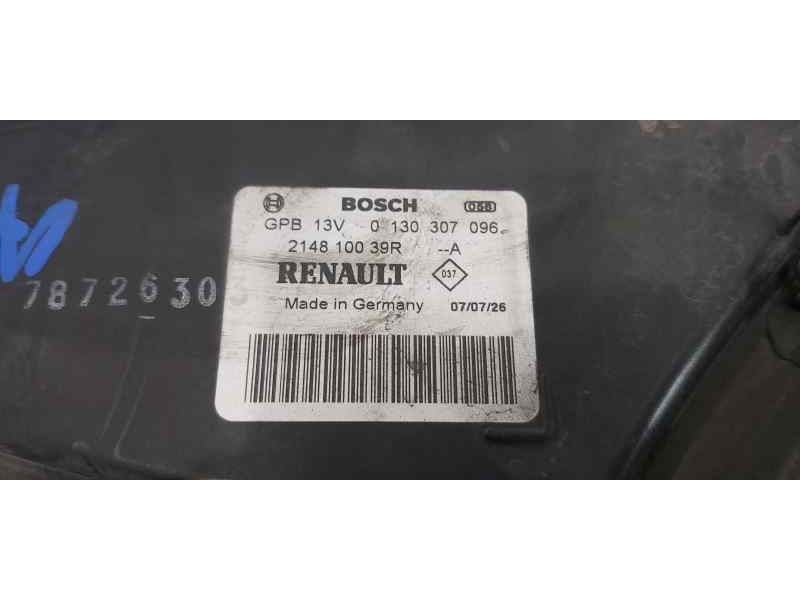 BOSCH 058
GPB 13V 0 130 307 096
2148 100 39R --A
RENAULT 037
Made in Germany 07/07/26
7872630